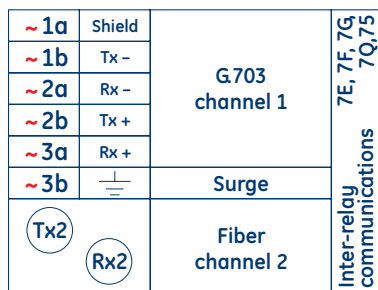 ~1a Shield
~1b Tx –
~2a Rx –
~2b Tx +
~3a Rx +
~3b
G.703
channel 1
Surge
Tx2
Rx2
Fiber
channel 2
Inter-relay 7E, 7F, 7G,
communications 7Q,75